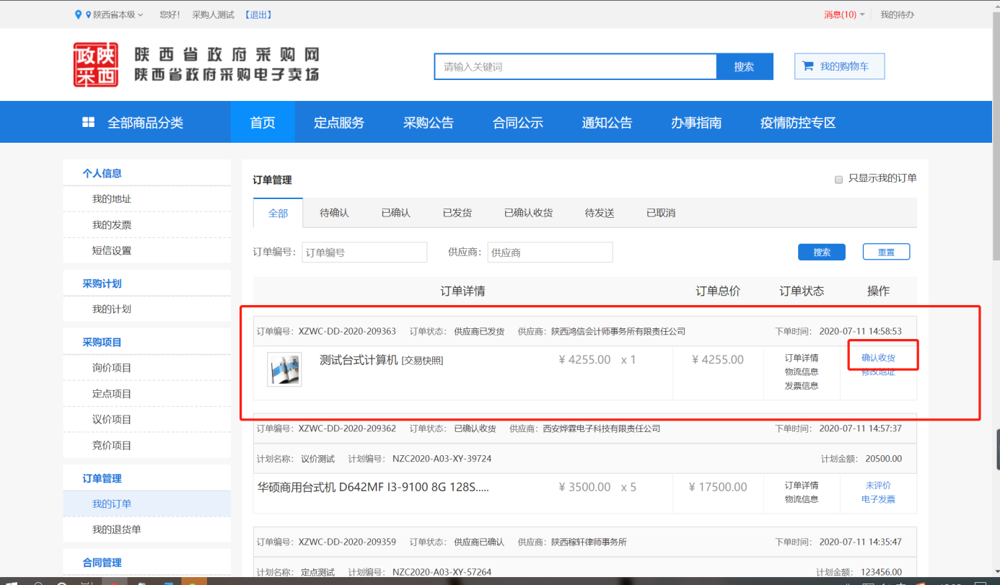 陕西省本级 您好! 采购人测试 【退出】 消息(10) 我的待办
政陕
采西
陕西省政府采购网
陕西省政府采购电子卖场
请输入关键词 搜索 我的购物车
全部商品分类 首页 定点服务 采购公告 合同公示 通知公告 办事指南 疫情防控专区
个人信息
我的地址
我的发票
短信设置
采购计划
我的计划
采购项目
询价项目
定点项目
议价项目
竞价项目
订单管理
我的订单
我的退货单
合同管理
订单管理 只显示我的订单
全部 待确认 已确认 已发货 已确认收货 待发送 已取消
订单编号: 订单编号 供应商: 供应商 搜索 重置
订单详情 订单总价 订单状态 操作
订单编号: XZWC-DD-2020-209363 订单状态: 供应商已发货 供应商: 陕西鸿信会计师事务所有限责任公司 下单时间: 2020-07-11 14:58:53
测试台式计算机 [交易快照] ¥ 4255.00 x 1 ¥ 4255.00 订单详情 确认收货
物流信息 修改地址
发票信息
订单编号: XZWC-DD-2020-209362 订单状态: 已确认收货 供应商: 西安烨霖电子科技有限责任公司 下单时间: 2020-07-11 14:57:37
计划名称: 议价测试 计划编号: NZC2020-A03-XY-39724 计划金额: 20500.00
华硕商用台式机 D642MF I3-9100 8G 128S..... ¥ 3500.00 x 5 ¥ 17500.00 订单详情 未评价
物流信息 电子发票
订单编号: XZWC-DD-2020-209359 订单状态: 供应商已确认 供应商: 陕西稼轩律师事务所 下单时间: 2020-07-11 14:35:47
计划名称: 定点测试 计划编号: NZC2020-A03-XY-57264 计划金额: 123456.00